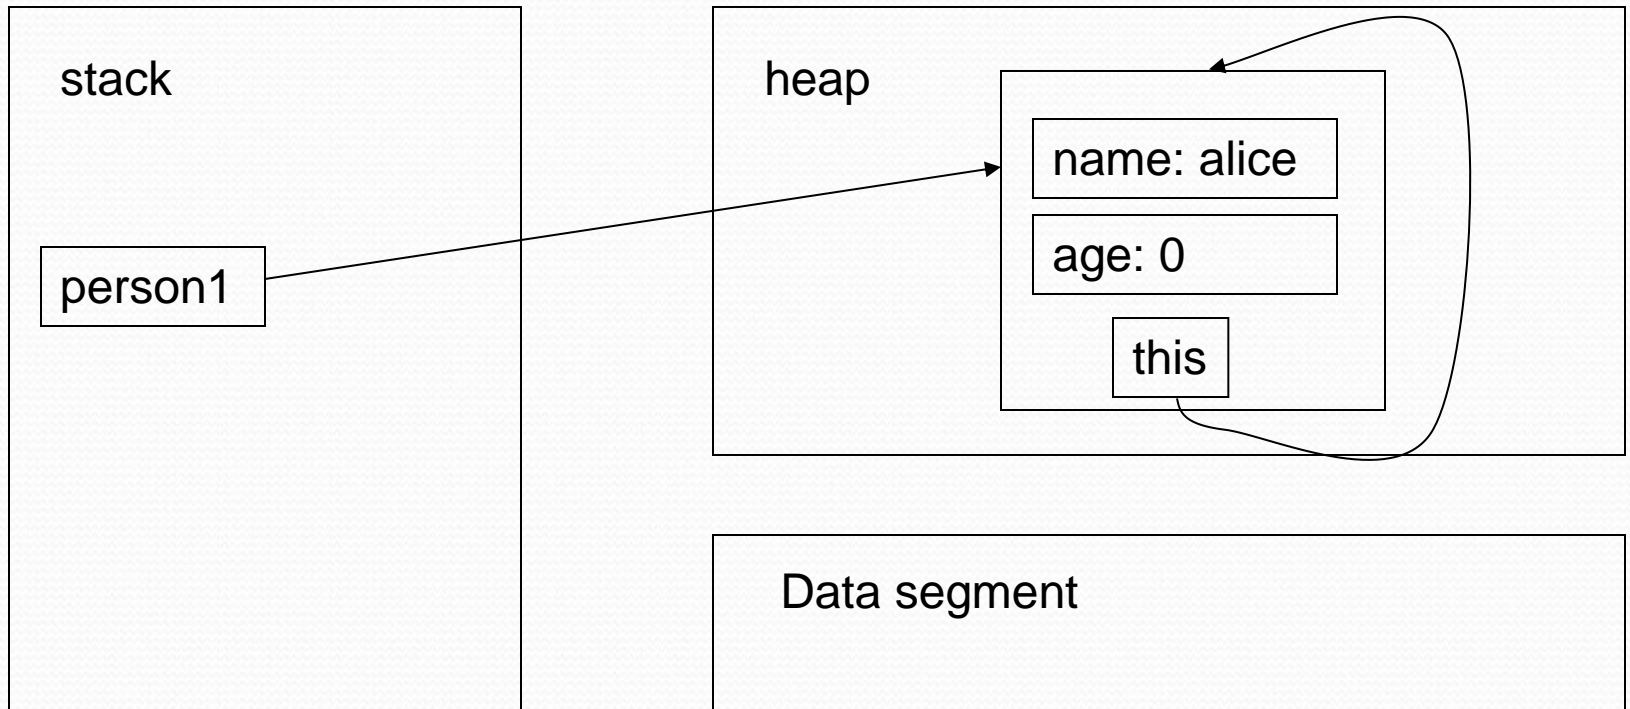 stack
heap
name: alice
age: 0
person1
this
Data segment